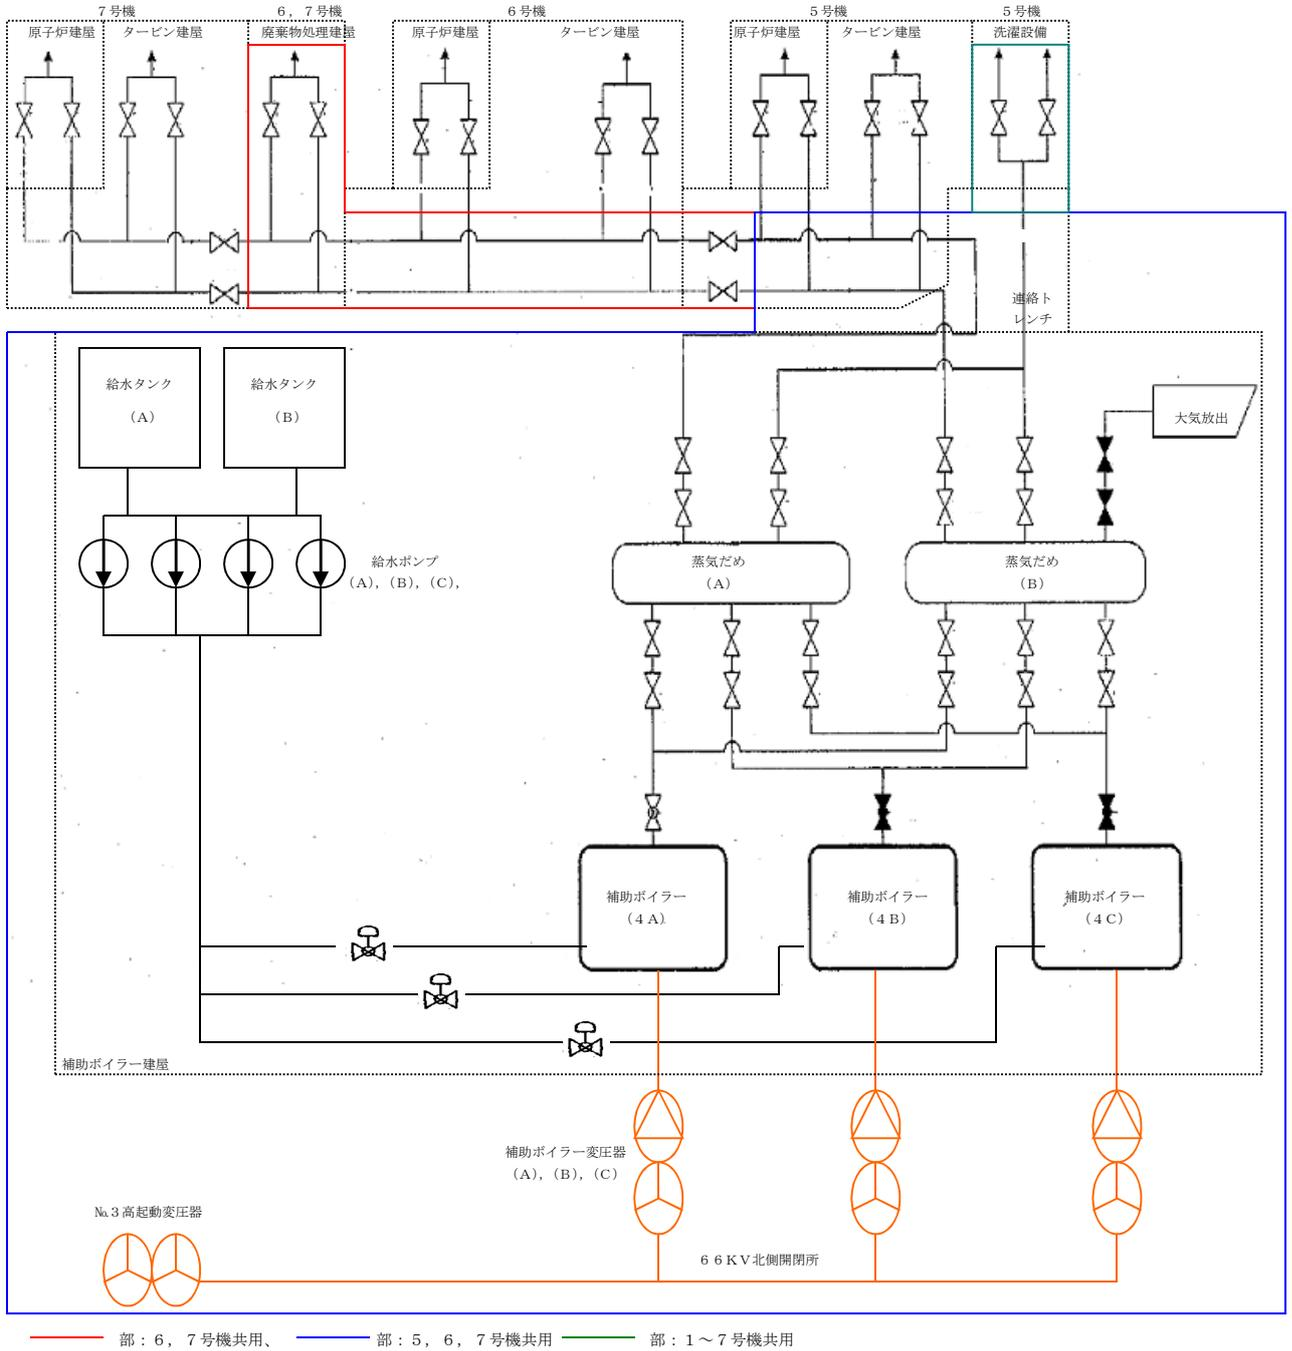 ７号機
６，７号機
６号機
５号機
５号機
原子炉建屋
タービン建屋
廃棄物処理建屋
原子炉建屋
タービン建屋
原子炉建屋
タービン建屋
洗濯設備
連絡ト
レンチ
給水タンク
（Ａ）
給水タンク
（Ｂ）
大気放出
給水ポンプ
（Ａ），（Ｂ），（Ｃ），
蒸気だめ
（Ａ）
蒸気だめ
（Ｂ）
補助ボイラー
（４Ａ）
補助ボイラー
（４Ｂ）
補助ボイラー
（４Ｃ）
補助ボイラー建屋
補助ボイラー変圧器
（Ａ），（Ｂ），（Ｃ）
№３高起動変圧器
６６ＫＶ北側開閉所
部：６，７号機共用、
部：５，６，７号機共用
部：１～７号機共用